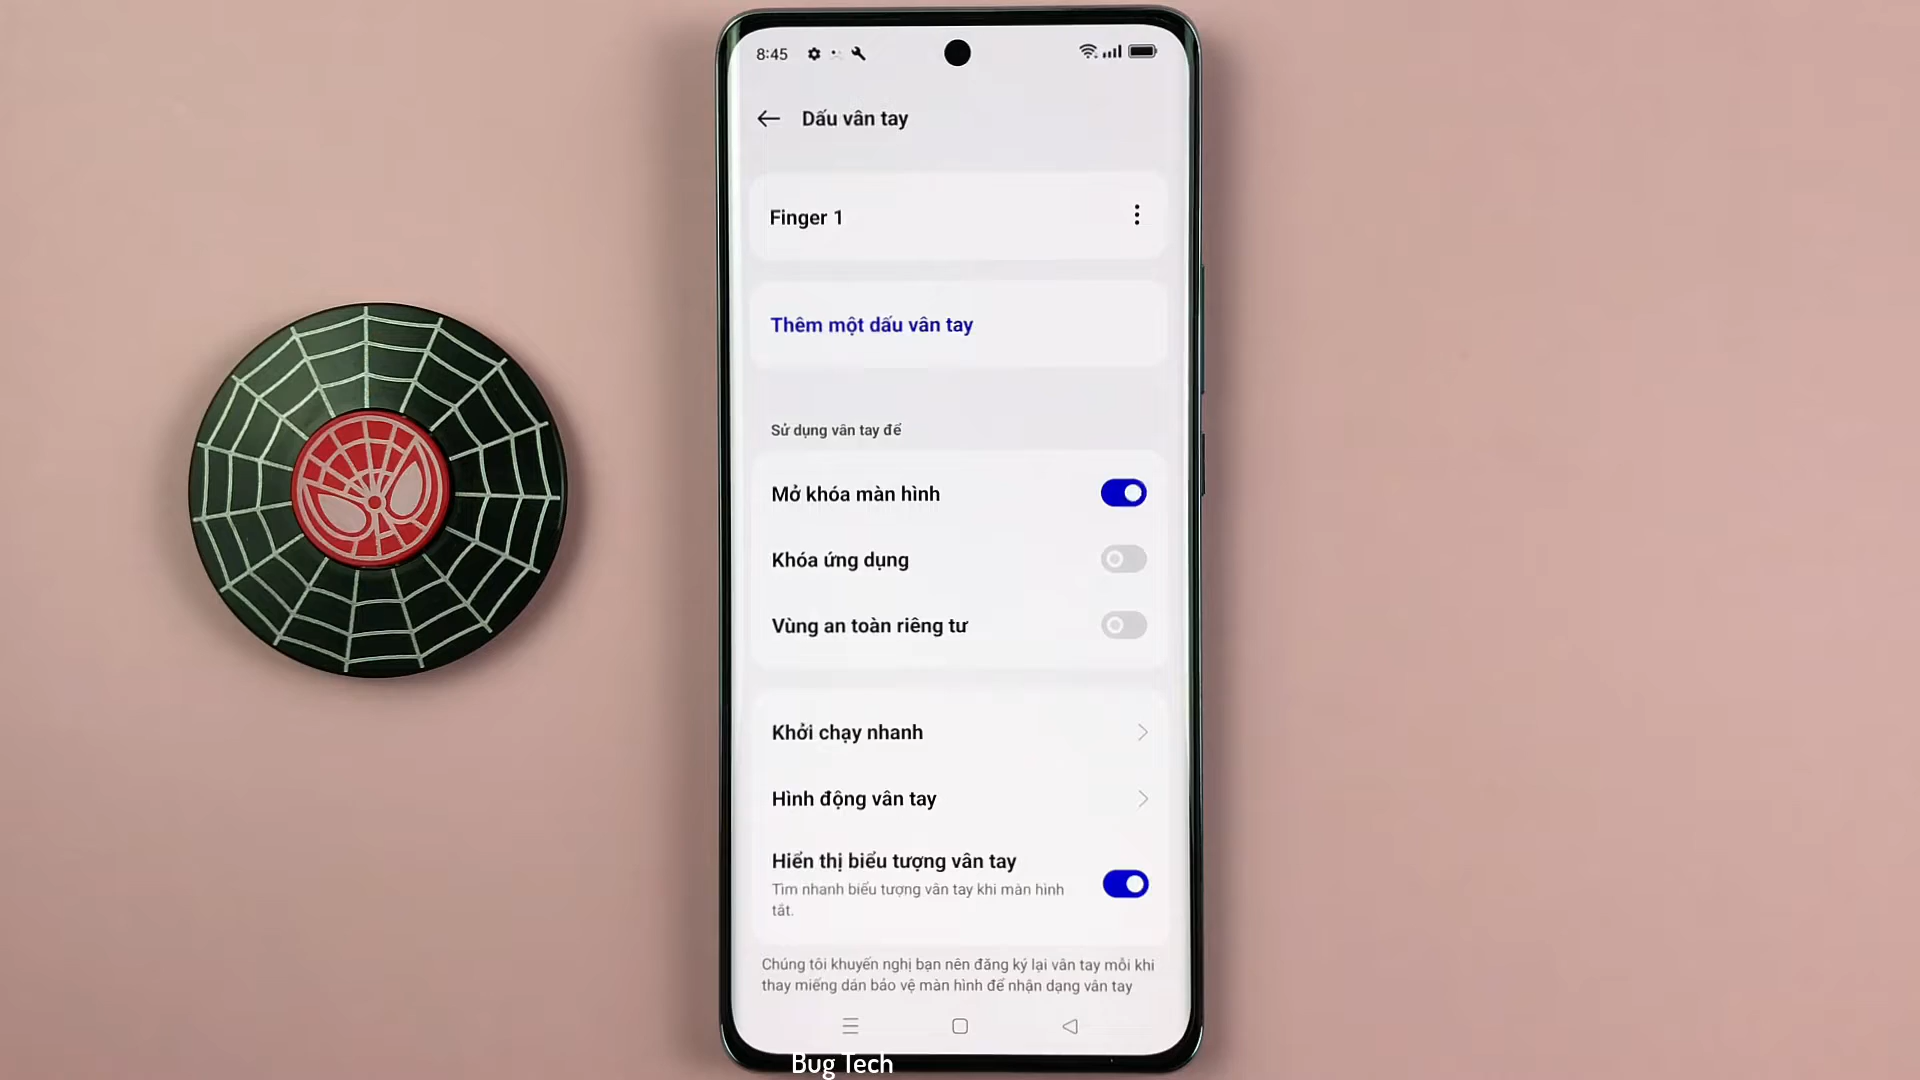 8:45
Dấu vân tay
Finger 1
Thêm một dấu vân tay
Sử dụng vân tay để
Mở khóa màn hình
Khóa ứng dụng
Vùng an toàn riêng tư
Khởi chạy nhanh
Hình động vân tay
Hiển thị biểu tượng vân tay
Tìm nhanh biểu tượng vân tay khi màn hình
tắt.
Chúng tôi khuyến nghị bạn nên đăng ký lại vân tay mỗi khi
thay miếng dán bảo vệ màn hình để nhận dạng vân tay
Bug Tech